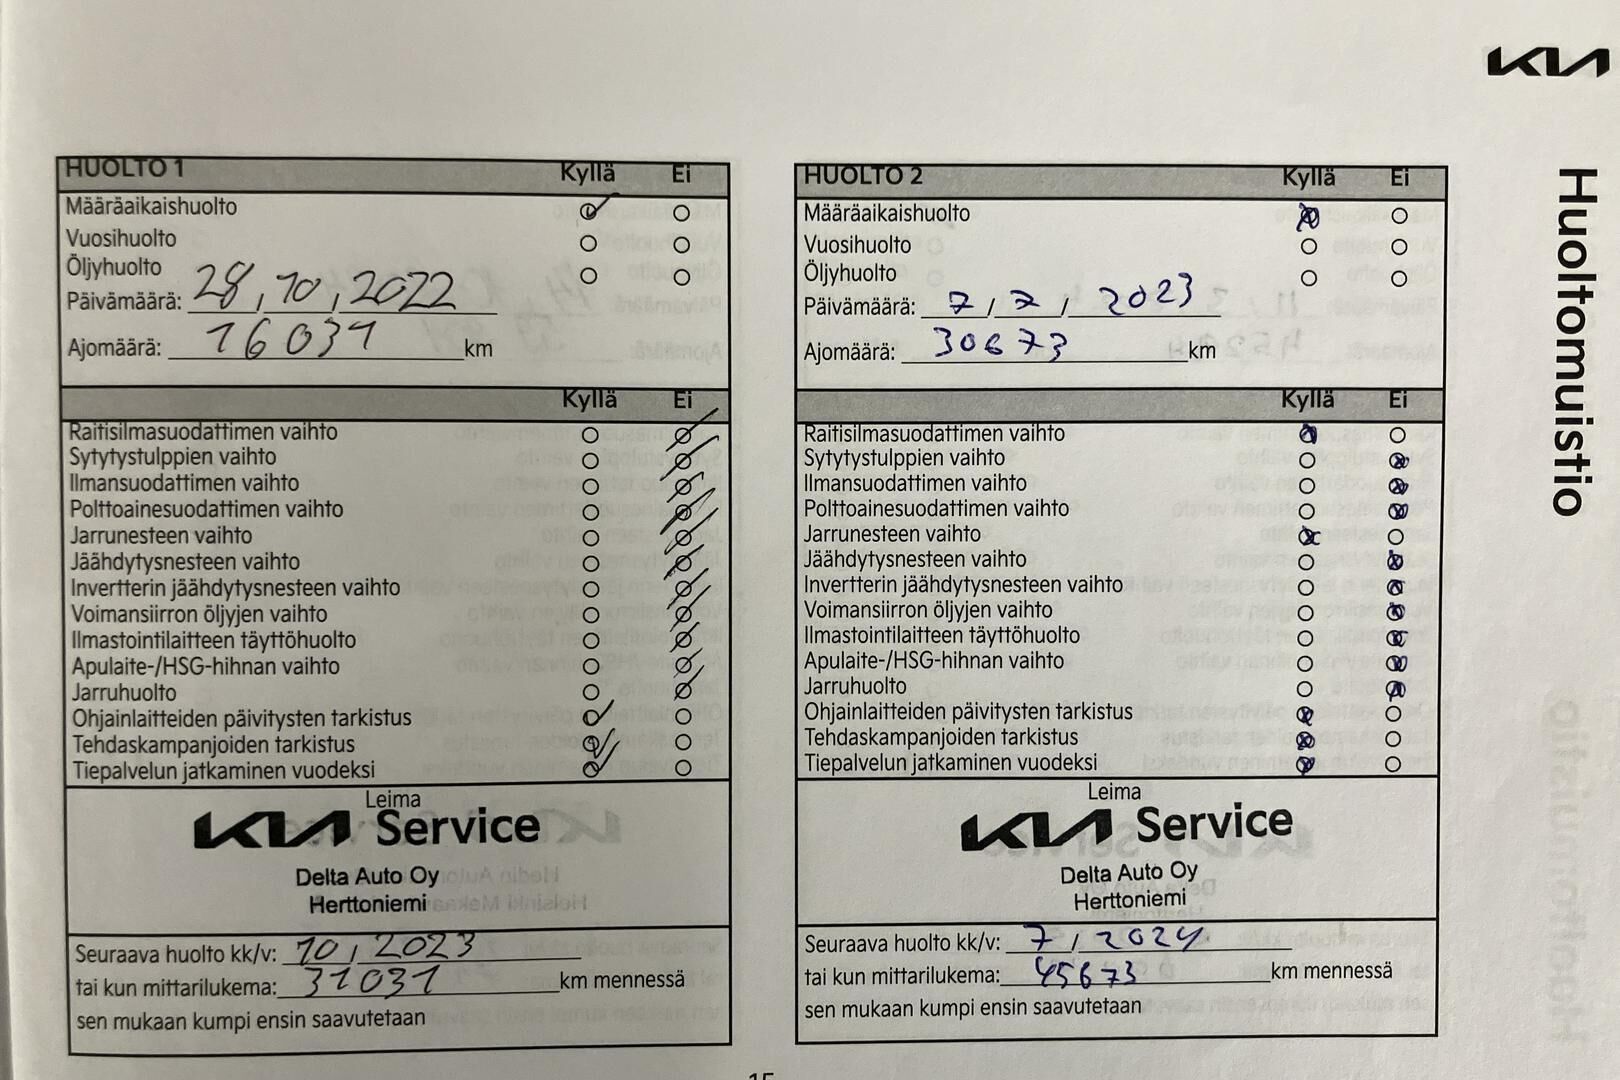 KIA
Huoltomuistio
HUOLTO 1 Kyllä Ei
Määräaikaishuolto
Vuosihuolto
Öljyhuolto
Päivämäärä: 28, 10, 2022
Ajomäärä: 16031 km
Kyllä Ei
Raitisilmasuodattimen vaihto
Sytytystulppien vaihto
Ilmansuodattimen vaihto
Polttoainesuodattimen vaihto
Jarrunesteen vaihto
Jäähdytysnesteen vaihto
Invertterin jäähdytysnesteen vaihto
Voimansiirron öljyjen vaihto
Ilmastointilaitteen täyttöhuolto
Apulaite-/HSG-hihnan vaihto
Jarruhuolto
Ohjainlaitteiden päivitysten tarkistus
Tehdaskampanjoiden tarkistus
Tiepalvelun jatkaminen vuodeksi
Leima
KIA Service
Delta Auto Oy
Herttoniemi
Seuraava huolto kk/v: 10, 2023
tai kun mittarilukema: 31031 km mennessä
sen mukaan kumpi ensin saavutetaan
HUOLTO 2 Kyllä Ei
Määräaikaishuolto
Vuosihuolto
Öljyhuolto
Päivämäärä: 7 / 7 / 2023
Ajomäärä: 30673 km
Kyllä Ei
Raitisilmasuodattimen vaihto
Sytytystulppien vaihto
Ilmansuodattimen vaihto
Polttoainesuodattimen vaihto
Jarrunesteen vaihto
Jäähdytysnesteen vaihto
Invertterin jäähdytysnesteen vaihto
Voimansiirron öljyjen vaihto
Ilmastointilaitteen täyttöhuolto
Apulaite-/HSG-hihnan vaihto
Jarruhuolto
Ohjainlaitteiden päivitysten tarkistus
Tehdaskampanjoiden tarkistus
Tiepalvelun jatkaminen vuodeksi
Leima
KIA Service
Delta Auto Oy
Herttoniemi
Seuraava huolto kk/v: 7 / 2024
tai kun mittarilukema: 45673 km mennessä
sen mukaan kumpi ensin saavutetaan